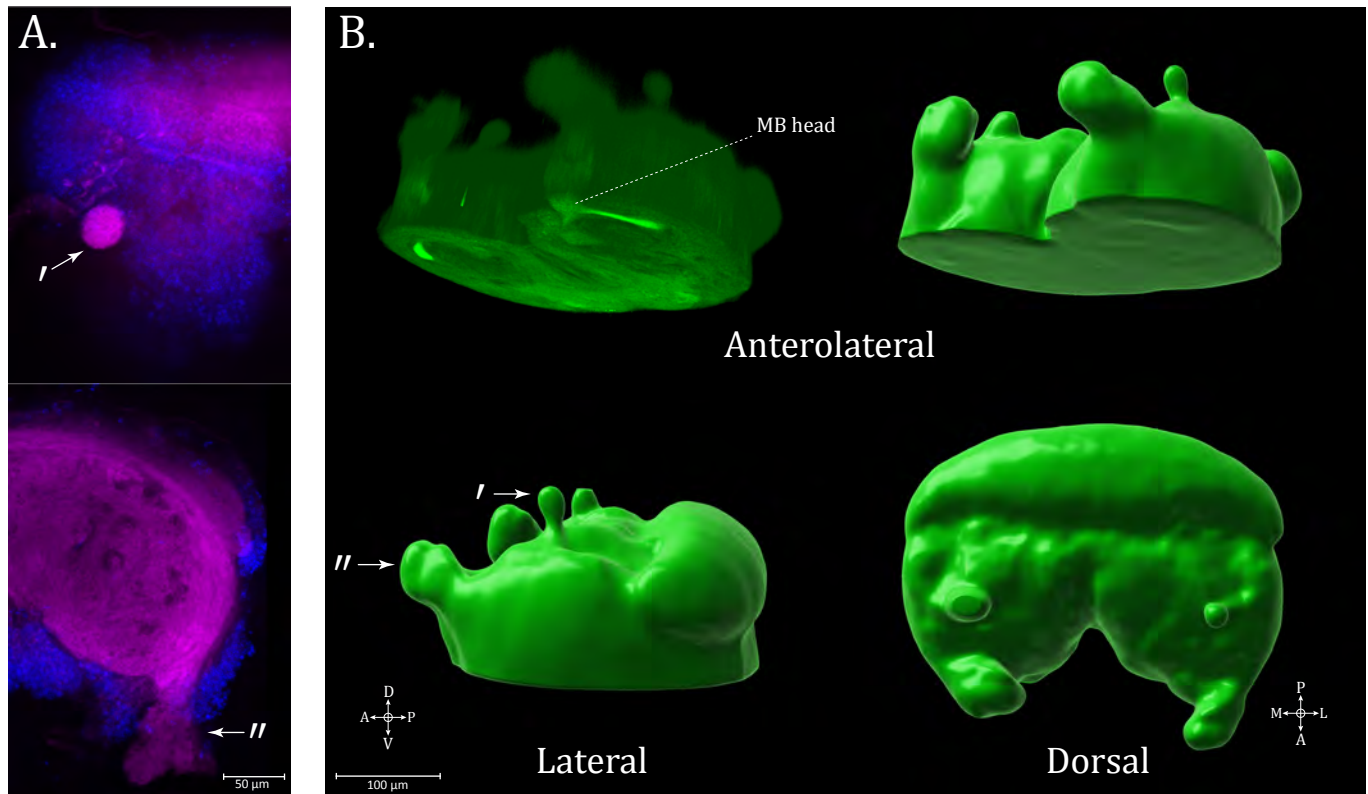 A.
′
″
50 µm
B.
MB head
Anterolateral
′
″
D
A P
V
100 µm
Lateral
Dorsal
P
M L
A